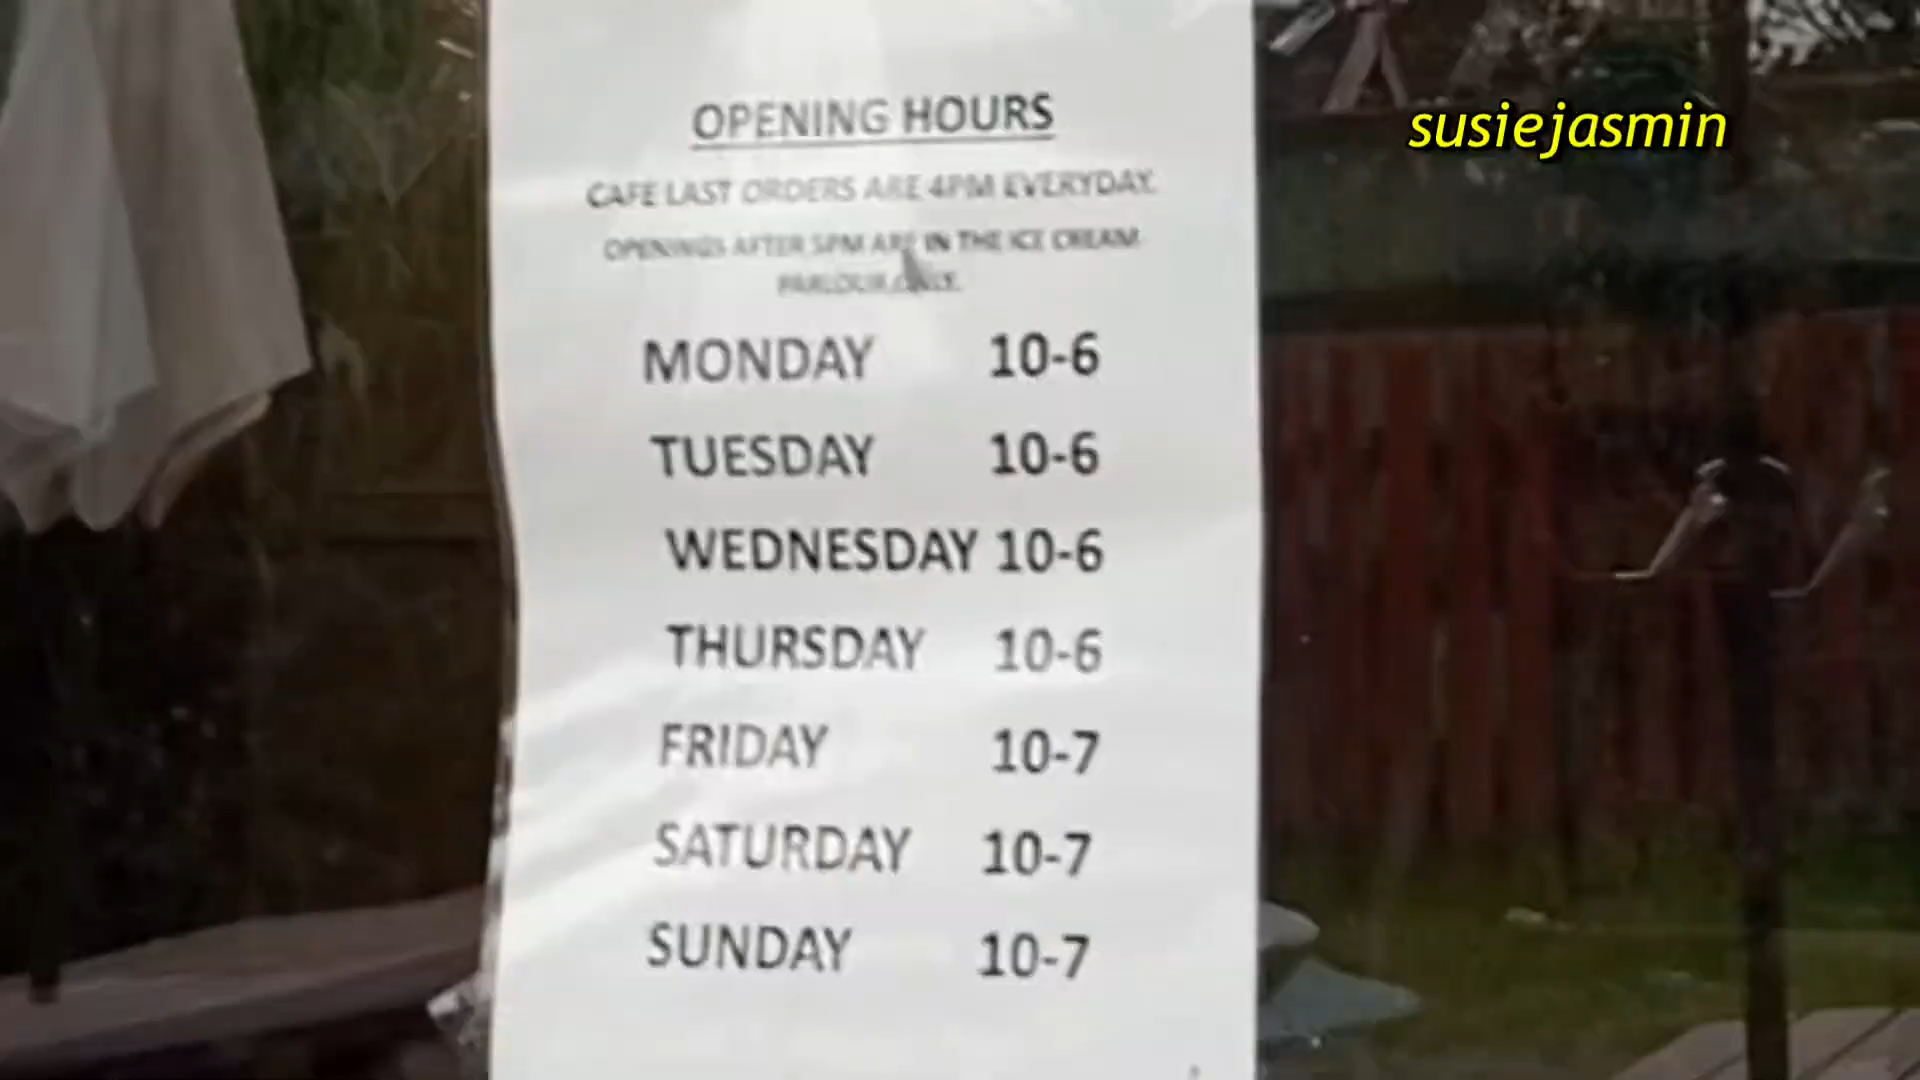 OPENING HOURS
CAFE LAST ORDERS ARE 4PM EVERYDAY.
OPENINGS AFTER 5PM ARE IN THE ICE CREAM
PARLOUR ONLY.
MONDAY 10-6
TUESDAY 10-6
WEDNESDAY 10-6
THURSDAY 10-6
FRIDAY 10-7
SATURDAY 10-7
SUNDAY 10-7
susiejasmin